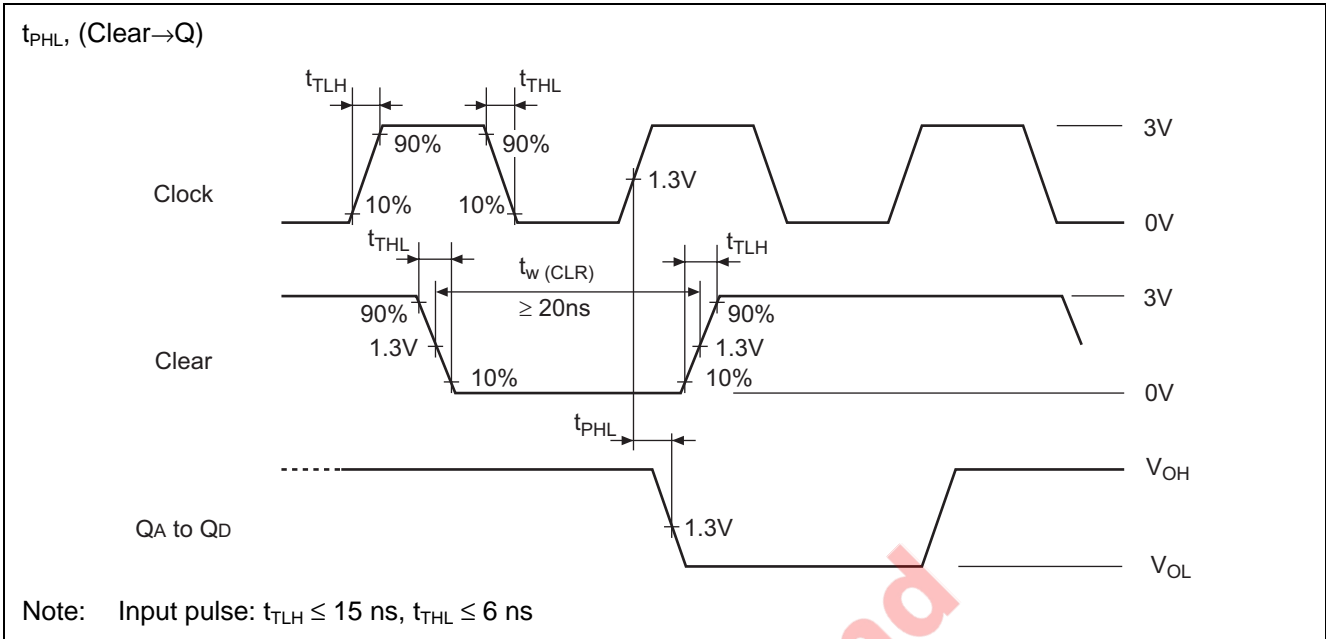 tPHL, (Clear→Q)
tTLH
tTHL
90%
90%
3V
Clock
1.3V
10%
10%
0V
tTHL
tw (CLR)
tTLH
≥ 20ns
3V
90%
90%
1.3V
1.3V
Clear
10%
10%
0V
tPHL
VOH
QA to QD
1.3V
VOL
Note: Input pulse: tTLH ≤ 15 ns, tTHL ≤ 6 ns